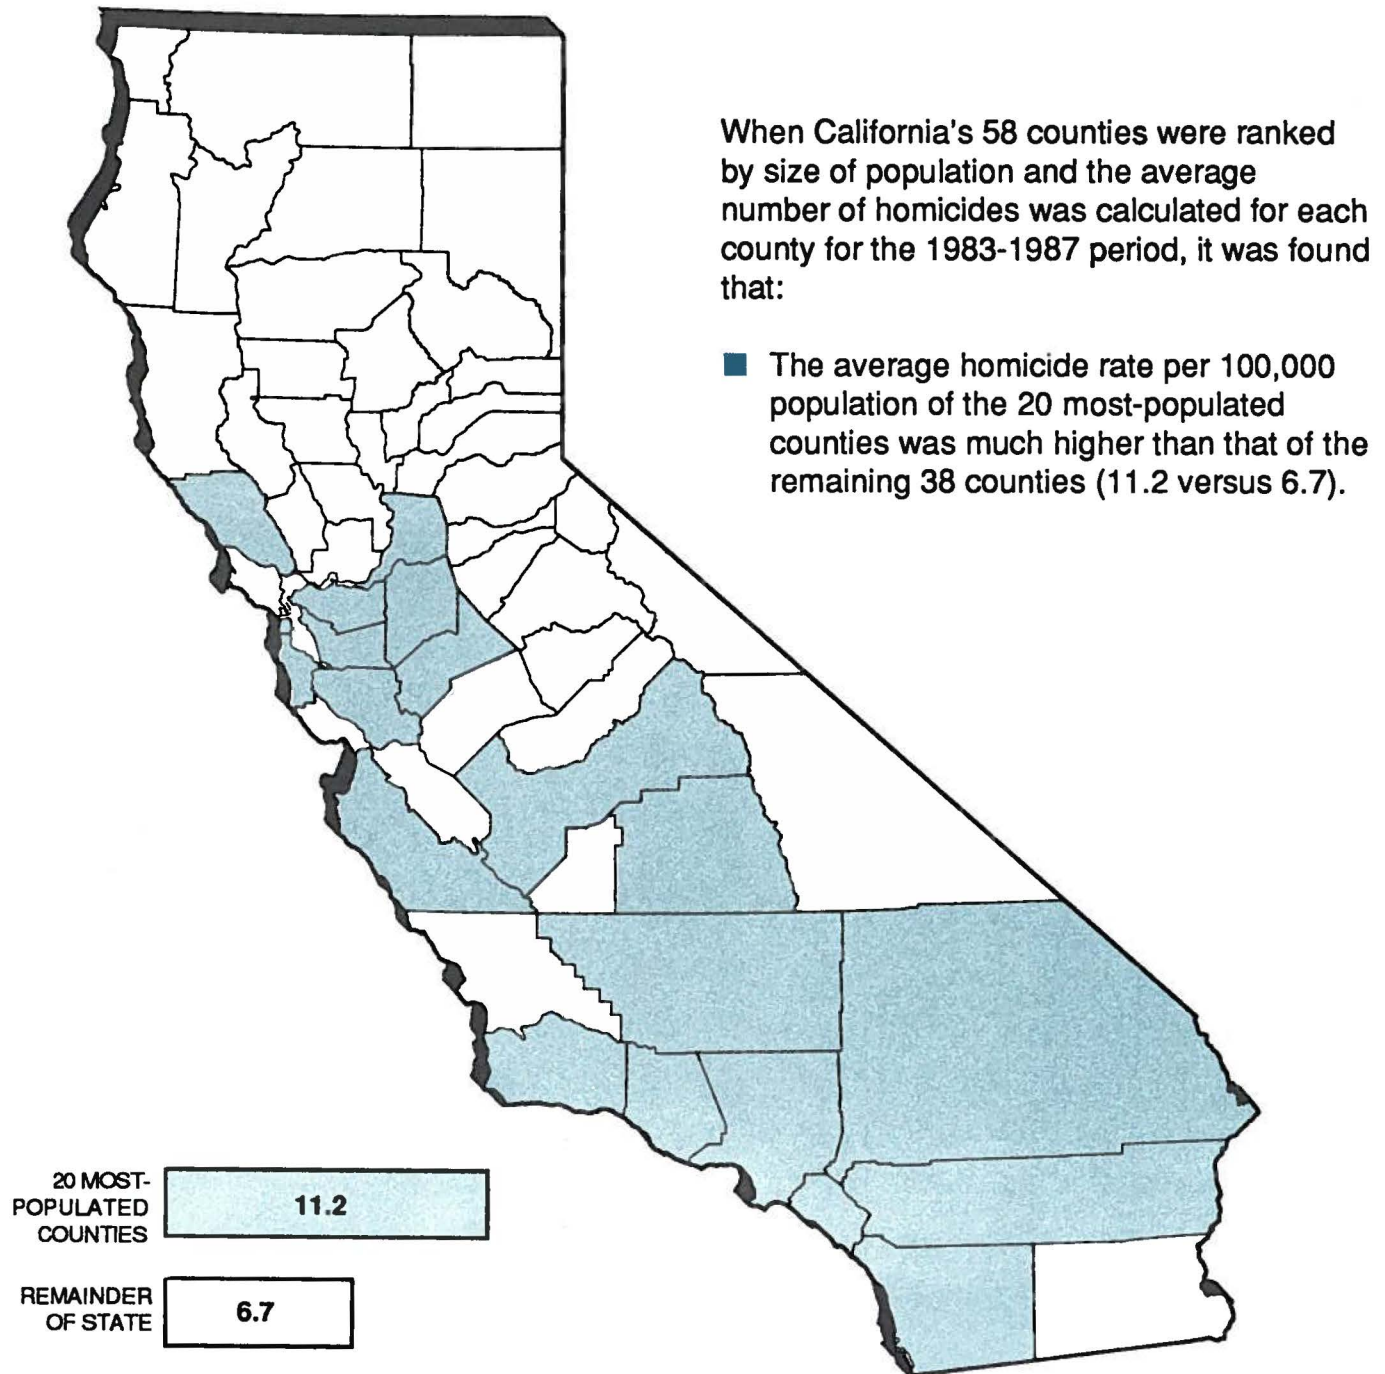 When California's 58 counties were ranked
by size of population and the average
number of homicides was calculated for each
county for the 1983-1987 period, it was found
that:
The average homicide rate per 100,000
population of the 20 most-populated
counties was much higher than that of the
remaining 38 counties (11.2 versus 6.7).
20 MOST-
POPULATED
COUNTIES
11.2
REMAINDER
OF STATE
6.7